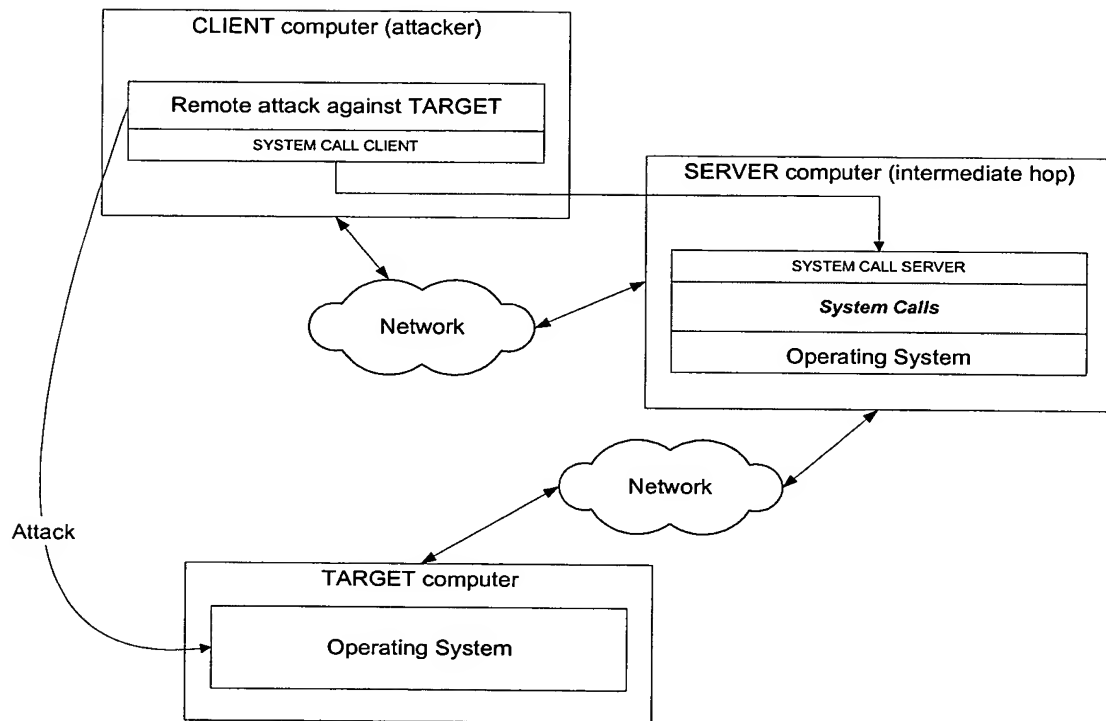 CLIENT computer (attacker)
Remote attack against TARGET
SYSTEM CALL CLIENT
SERVER computer (intermediate hop)
SYSTEM CALL SERVER
System Calls
Operating System
Network
Network
Attack
TARGET computer
Operating System